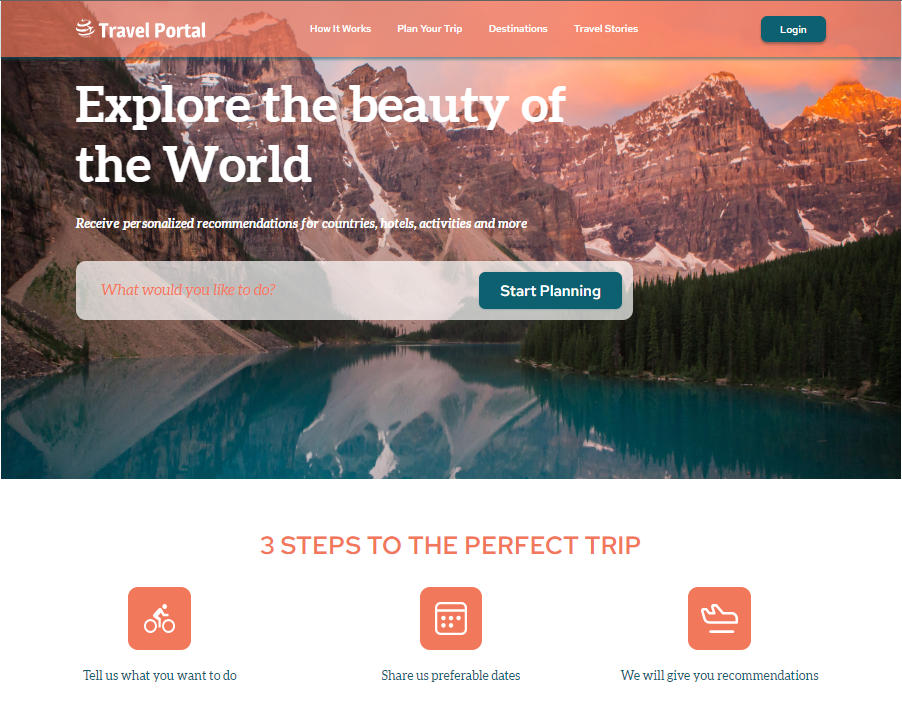 Travel Portal
How It Works
Plan Your Trip
Destinations
Travel Stories
Login
Explore the beauty of
the World
Receive personalized recommendations for countries, hotels, activities and more
What would you like to do?
Start Planning
3 STEPS TO THE PERFECT TRIP
Tell us what you want to do
Share us preferable dates
We will give you recommendations